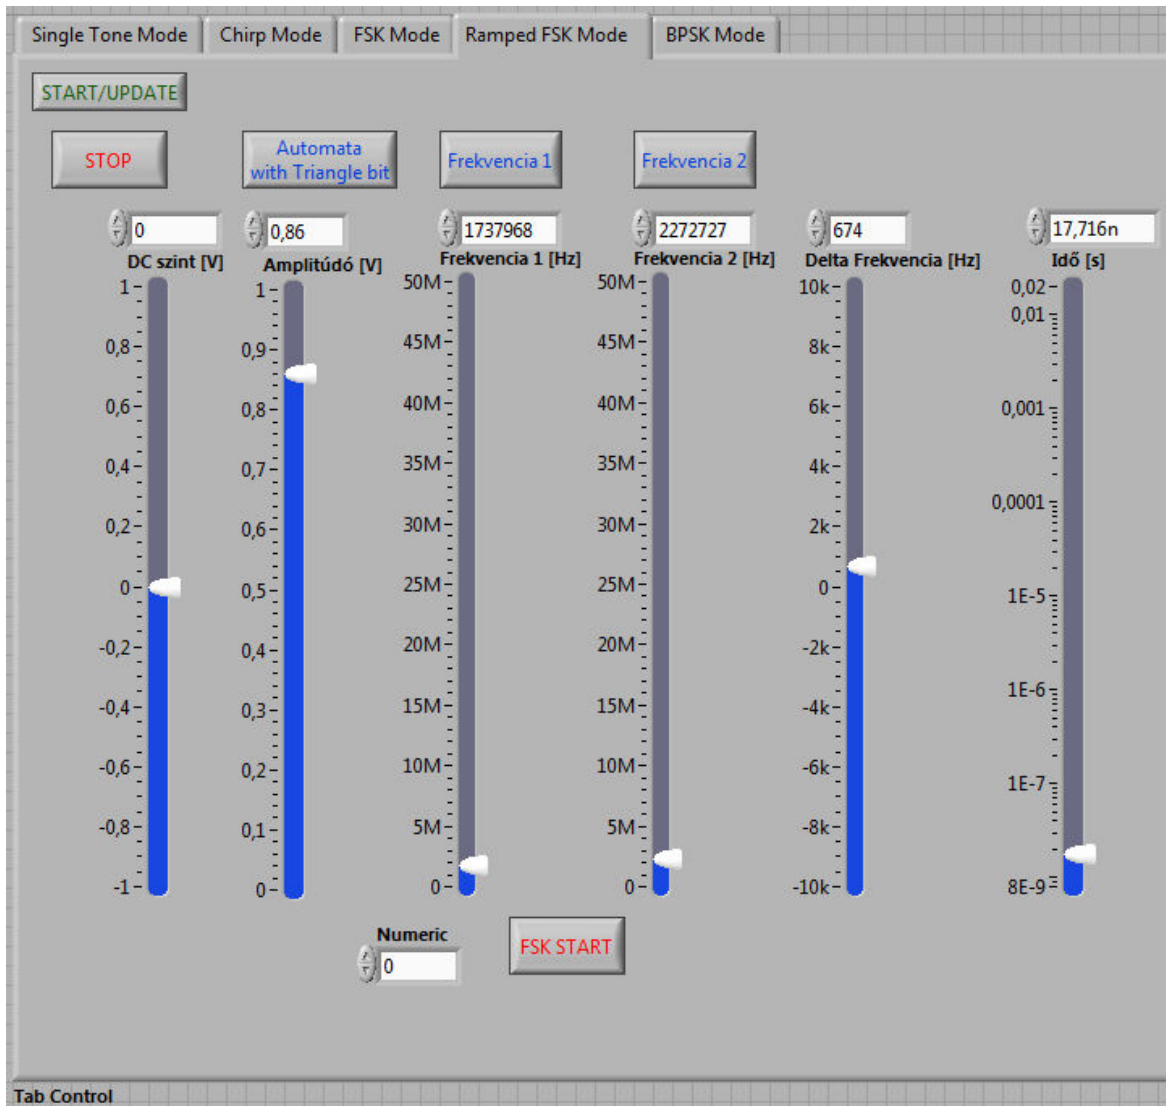 Single Tone Mode
Chirp Mode
FSK Mode
Ramped FSK Mode
BPSK Mode
START/UPDATE
STOP
Automata
with Triangle bit
Frekvencia 1
Frekvencia 2
0
0,86
1737968
2272727
674
17,716n
DC szint [V]
Amplitúdó [V]
Frekvencia 1 [Hz]
Frekvencia 2 [Hz]
Delta Frekvencia [Hz]
Idő [s]
1
0,8
0,6
0,4
0,2
0
-0,2
-0,4
-0,6
-0,8
-1
1
0,9
0,8
0,7
0,6
0,5
0,4
0,3
0,2
0,1
0
50M
45M
40M
35M
30M
25M
20M
15M
10M
5M
0
50M
45M
40M
35M
30M
25M
20M
15M
10M
5M
0
10k
8k
6k
4k
2k
0
-2k
-4k
-6k
-8k
-10k
0,02
0,01
0,001
0,0001
1E-5
1E-6
1E-7
8E-9
Numeric
0
FSK START
Tab Control